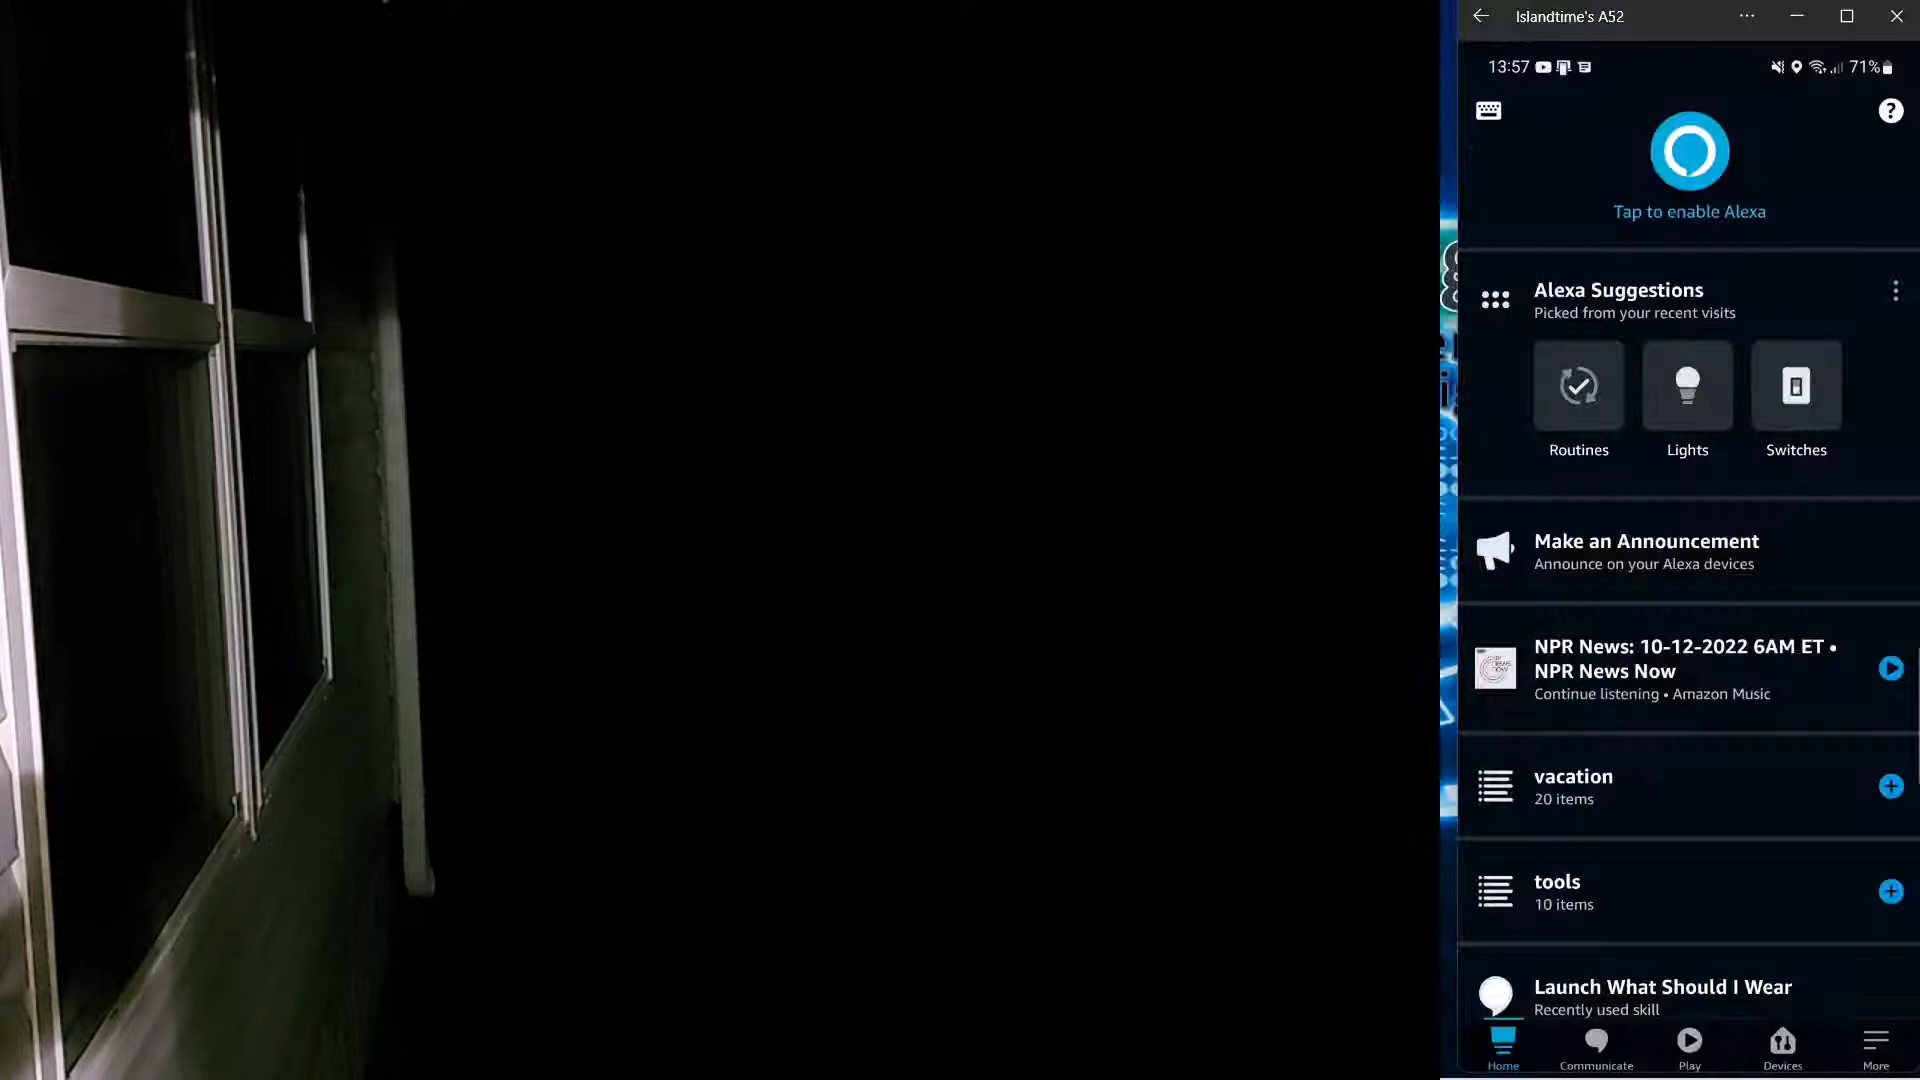 Islandtime's A52
13:57
71%
Tap to enable Alexa
Alexa Suggestions
Picked from your recent visits
Routines
Lights
Switches
Make an Announcement
Announce on your Alexa devices
NPR News: 10-12-2022 6AM ET •
NPR News Now
Continue listening • Amazon Music
vacation
20 items
tools
10 items
Launch What Should I Wear
Recently used skill
Home
Communicate
Play
Devices
More